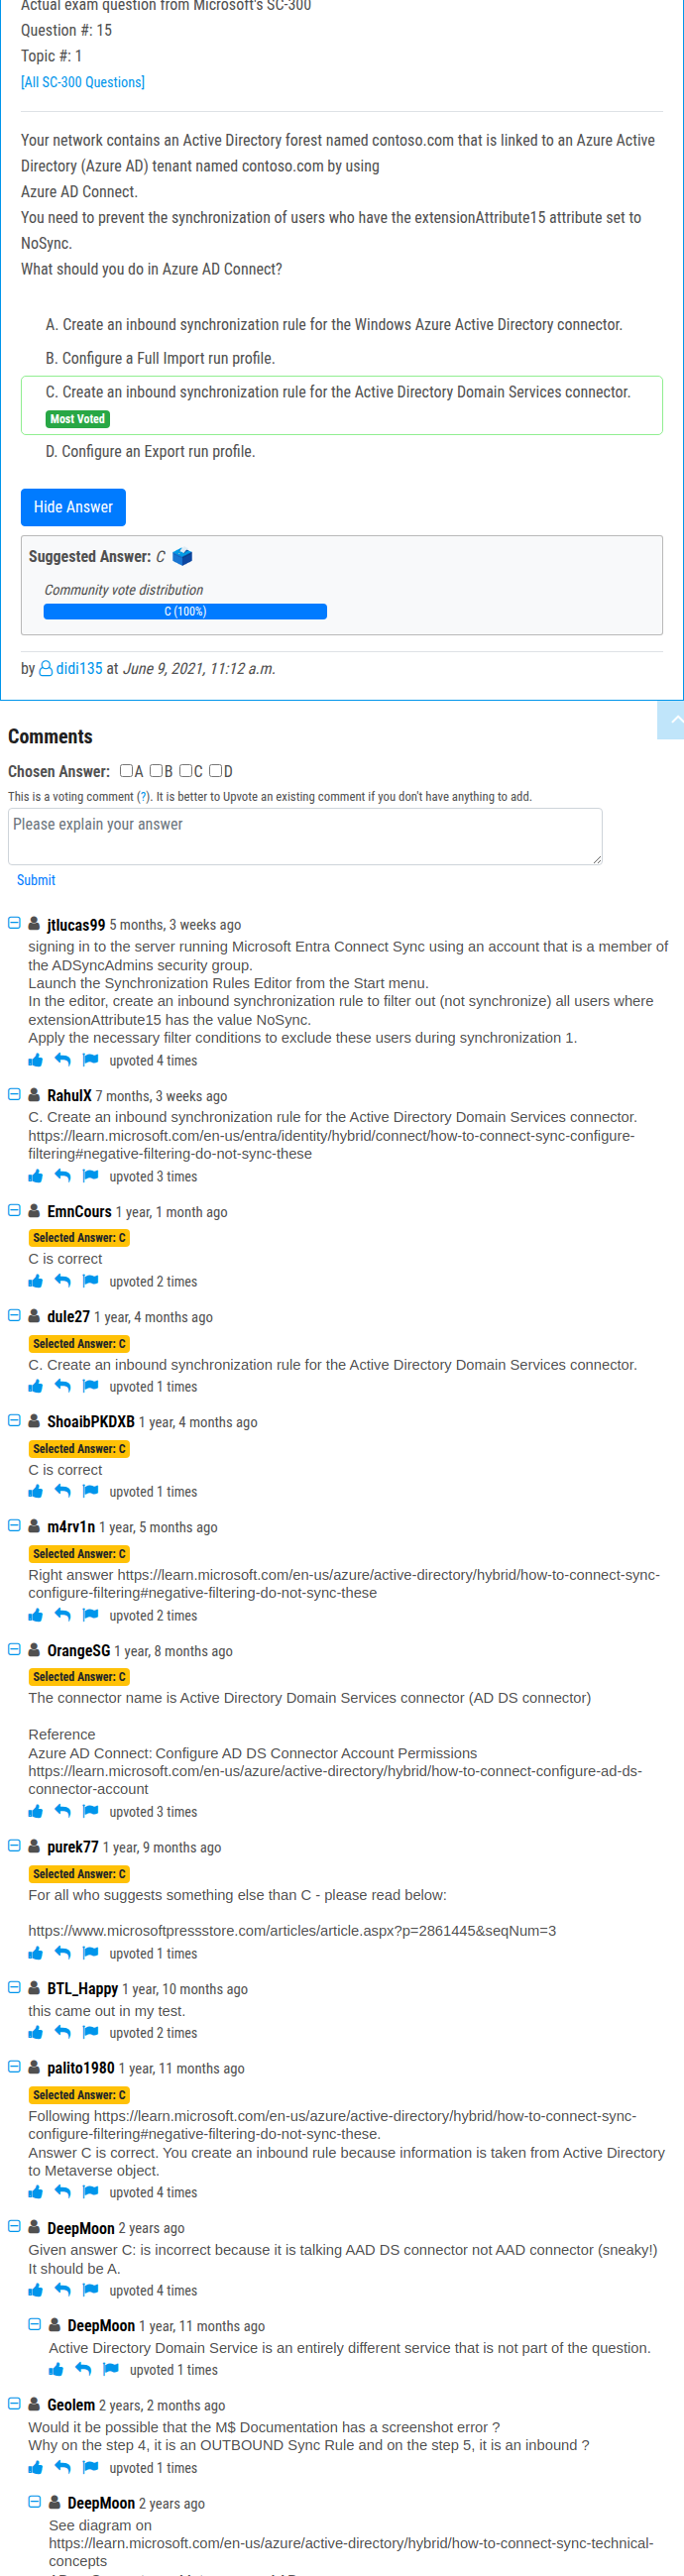 Actual exam question from Microsoft's SC-300
Question #: 15
Topic #: 1
[All SC-300 Questions]
Your network contains an Active Directory forest named contoso.com that is linked to an Azure Active
Directory (Azure AD) tenant named contoso.com by using
Azure AD Connect.
You need to prevent the synchronization of users who have the extensionAttribute15 attribute set to
NoSync.
What should you do in Azure AD Connect?
A. Create an inbound synchronization rule for the Windows Azure Active Directory connector.
B. Configure a Full Import run profile.
C. Create an inbound synchronization rule for the Active Directory Domain Services connector.
Most Voted
D. Configure an Export run profile.
Hide Answer
Suggested Answer: C
Community vote distribution
C (100%)
by didi135 at June 9, 2021, 11:12 a.m.
Comments
Chosen Answer: A B C D
This is a voting comment (?). It is better to Upvote an existing comment if you don't have anything to add.
Please explain your answer
Submit
jtlucas99 5 months, 3 weeks ago
signing in to the server running Microsoft Entra Connect Sync using an account that is a member of
the ADSyncAdmins security group.
Launch the Synchronization Rules Editor from the Start menu.
In the editor, create an inbound synchronization rule to filter out (not synchronize) all users where
extensionAttribute15 has the value NoSync.
Apply the necessary filter conditions to exclude these users during synchronization 1.
upvoted 4 times
RahulX 7 months, 3 weeks ago
C. Create an inbound synchronization rule for the Active Directory Domain Services connector.
https://learn.microsoft.com/en-us/entra/identity/hybrid/connect/how-to-connect-sync-configure-
filtering#negative-filtering-do-not-sync-these
upvoted 3 times
EmnCours 1 year, 1 month ago
Selected Answer: C
C is correct
upvoted 2 times
dule27 1 year, 4 months ago
Selected Answer: C
C. Create an inbound synchronization rule for the Active Directory Domain Services connector.
upvoted 1 times
ShoaibPKDXB 1 year, 4 months ago
Selected Answer: C
C is correct
upvoted 1 times
m4rv1n 1 year, 5 months ago
Selected Answer: C
Right answer https://learn.microsoft.com/en-us/azure/active-directory/hybrid/how-to-connect-sync-
configure-filtering#negative-filtering-do-not-sync-these
upvoted 2 times
OrangeSG 1 year, 8 months ago
Selected Answer: C
The connector name is Active Directory Domain Services connector (AD DS connector)
Reference
Azure AD Connect: Configure AD DS Connector Account Permissions
https://learn.microsoft.com/en-us/azure/active-directory/hybrid/how-to-connect-configure-ad-ds-
connector-account
upvoted 3 times
purek77 1 year, 9 months ago
Selected Answer: C
For all who suggests something else than C - please read below:
https://www.microsoftpressstore.com/articles/article.aspx?p=2861445&seqNum=3
upvoted 1 times
BTL_Happy 1 year, 10 months ago
this came out in my test.
upvoted 2 times
palito1980 1 year, 11 months ago
Selected Answer: C
Following https://learn.microsoft.com/en-us/azure/active-directory/hybrid/how-to-connect-sync-
configure-filtering#negative-filtering-do-not-sync-these.
Answer C is correct. You create an inbound rule because information is taken from Active Directory
to Metaverse object.
upvoted 4 times
DeepMoon 2 years ago
Given answer C: is incorrect because it is talking AAD DS connector not AAD connector (sneaky!)
It should be A.
upvoted 4 times
DeepMoon 1 year, 11 months ago
Active Directory Domain Service is an entirely different service that is not part of the question.
upvoted 1 times
Geolem 2 years, 2 months ago
Would it be possible that the M$ Documentation has a screenshot error ?
Why on the step 4, it is an OUTBOUND Sync Rule and on the step 5, it is an inbound ?
upvoted 1 times
DeepMoon 2 years ago
See diagram on
https://learn.microsoft.com/en-us/azure/active-directory/hybrid/how-to-connect-sync-technical-
concepts